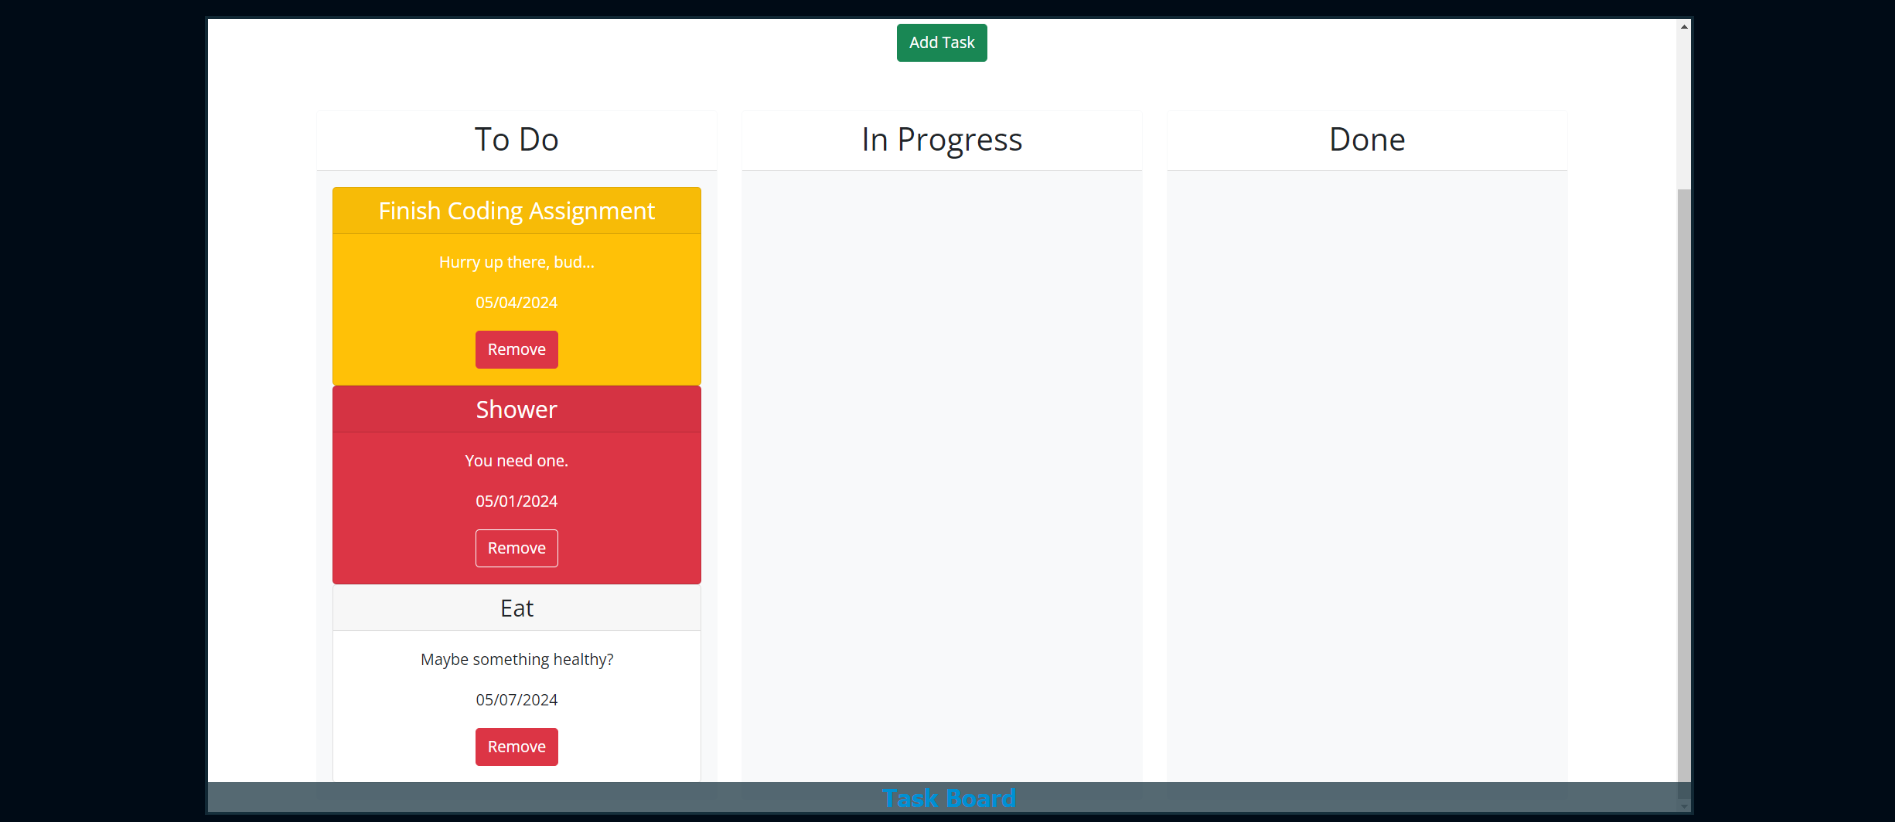 Add Task
To Do
In Progress
Done
Finish Coding Assignment
Hurry up there, bud...
05/04/2024
Remove
Shower
You need one.
05/01/2024
Remove
Eat
Maybe something healthy?
05/07/2024
Remove
Task Board